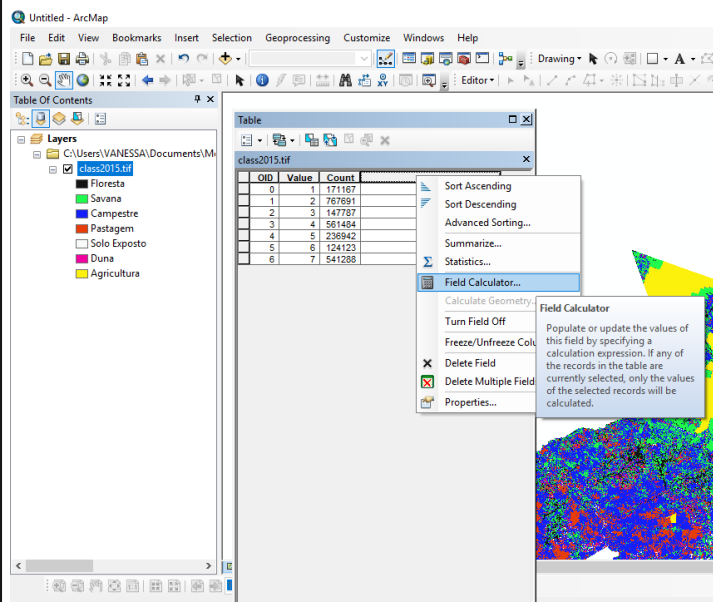 Untitled - ArcMap
File Edit View Bookmarks Insert Selection Geoprocessing Customize Windows Help
Drawing
Editor
Table Of Contents
Layers
C:\Users\VANESSA\Documents\M
class2015.tif
Floresta
Savana
Campestre
Pastagem
Solo Exposto
Duna
Agricultura
Table
class2015.tif
OID Value Count
0 1 171167
1 2 767691
2 3 147787
3 4 561484
4 5 236942
5 6 124123
6 7 541288
Sort Ascending
Sort Descending
Advanced Sorting...
Summarize...
Σ Statistics...
Field Calculator...
Calculate Geometry..
Turn Field Off
Freeze/Unfreeze Colu
Delete Field
Delete Multiple Field
Properties...
Field Calculator
Populate or update the values of
this field by specifying a
calculation expression. If any of
the records in the table are
currently selected, only the values
of the selected records will be
calculated.